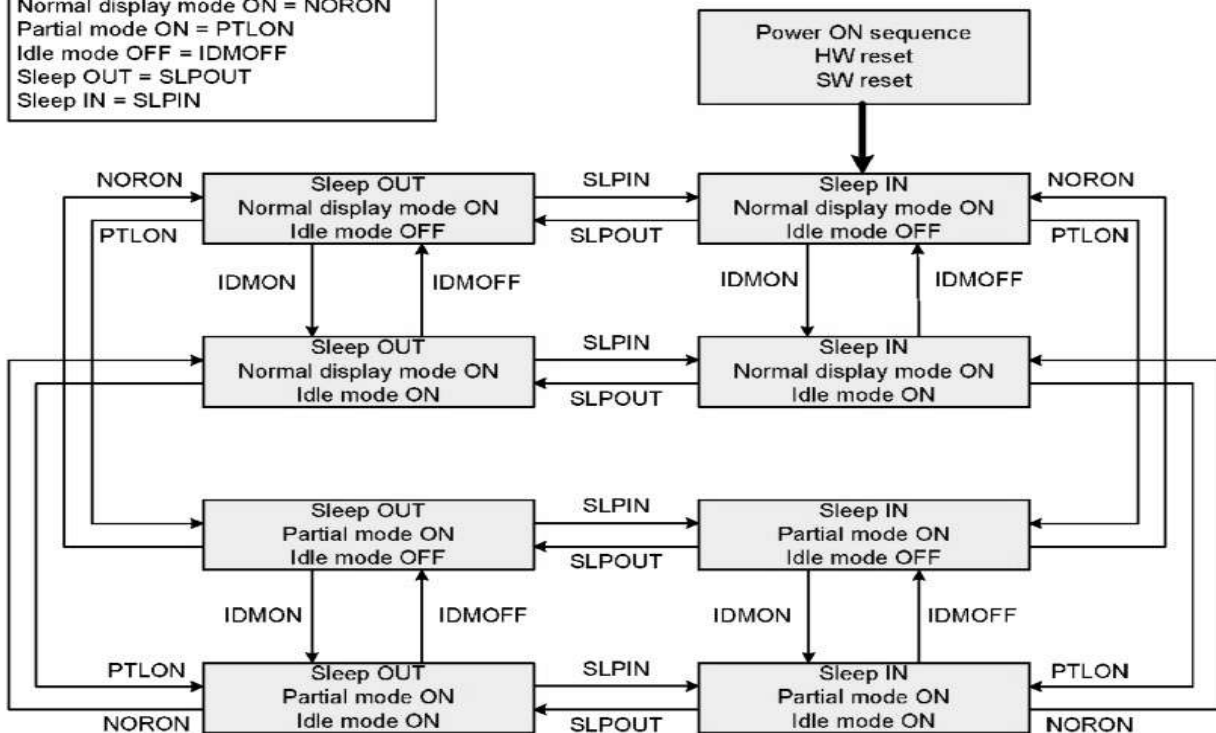 Normal display mode ON = NORON
Partial mode ON = PTLON
Idle mode OFF = IDMOFF
Sleep OUT = SLPOUT
Sleep IN = SLPIN
Power ON sequence
HW reset
SW reset
NORON
Sleep OUT
Normal display mode ON
Idle mode OFF
SLPIN
SLPOUT
Sleep IN
Normal display mode ON
Idle mode OFF
NORON
PTLON
PTLON
IDMON
IDMOFF
IDMON
IDMOFF
Sleep OUT
Normal display mode ON
Idle mode ON
SLPIN
SLPOUT
Sleep IN
Normal display mode ON
Idle mode ON
Sleep OUT
Partial mode ON
Idle mode OFF
SLPIN
SLPOUT
Sleep IN
Partial mode ON
Idle mode OFF
IDMON
IDMOFF
IDMON
IDMOFF
PTLON
NORON
Sleep OUT
Partial mode ON
Idle mode ON
SLPIN
SLPOUT
Sleep IN
Partial mode ON
Idle mode ON
PTLON
NORON